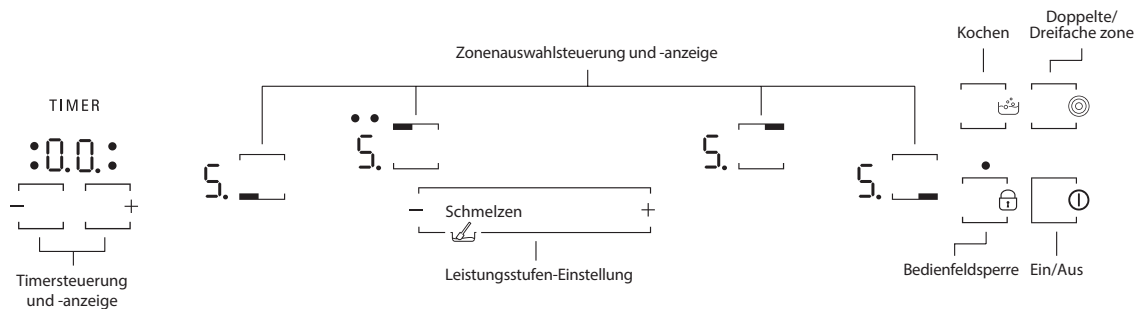 Doppelte/
Kochen Dreifache zone
Zonenauswahlsteuerung und -anzeige
TIMER
0.0.
5. 5. 5. 5.
− + − Schmelzen +
Leistungsstufen-Einstellung
Bedienfeldsperre Ein/Aus
Timersteuerung
und -anzeige